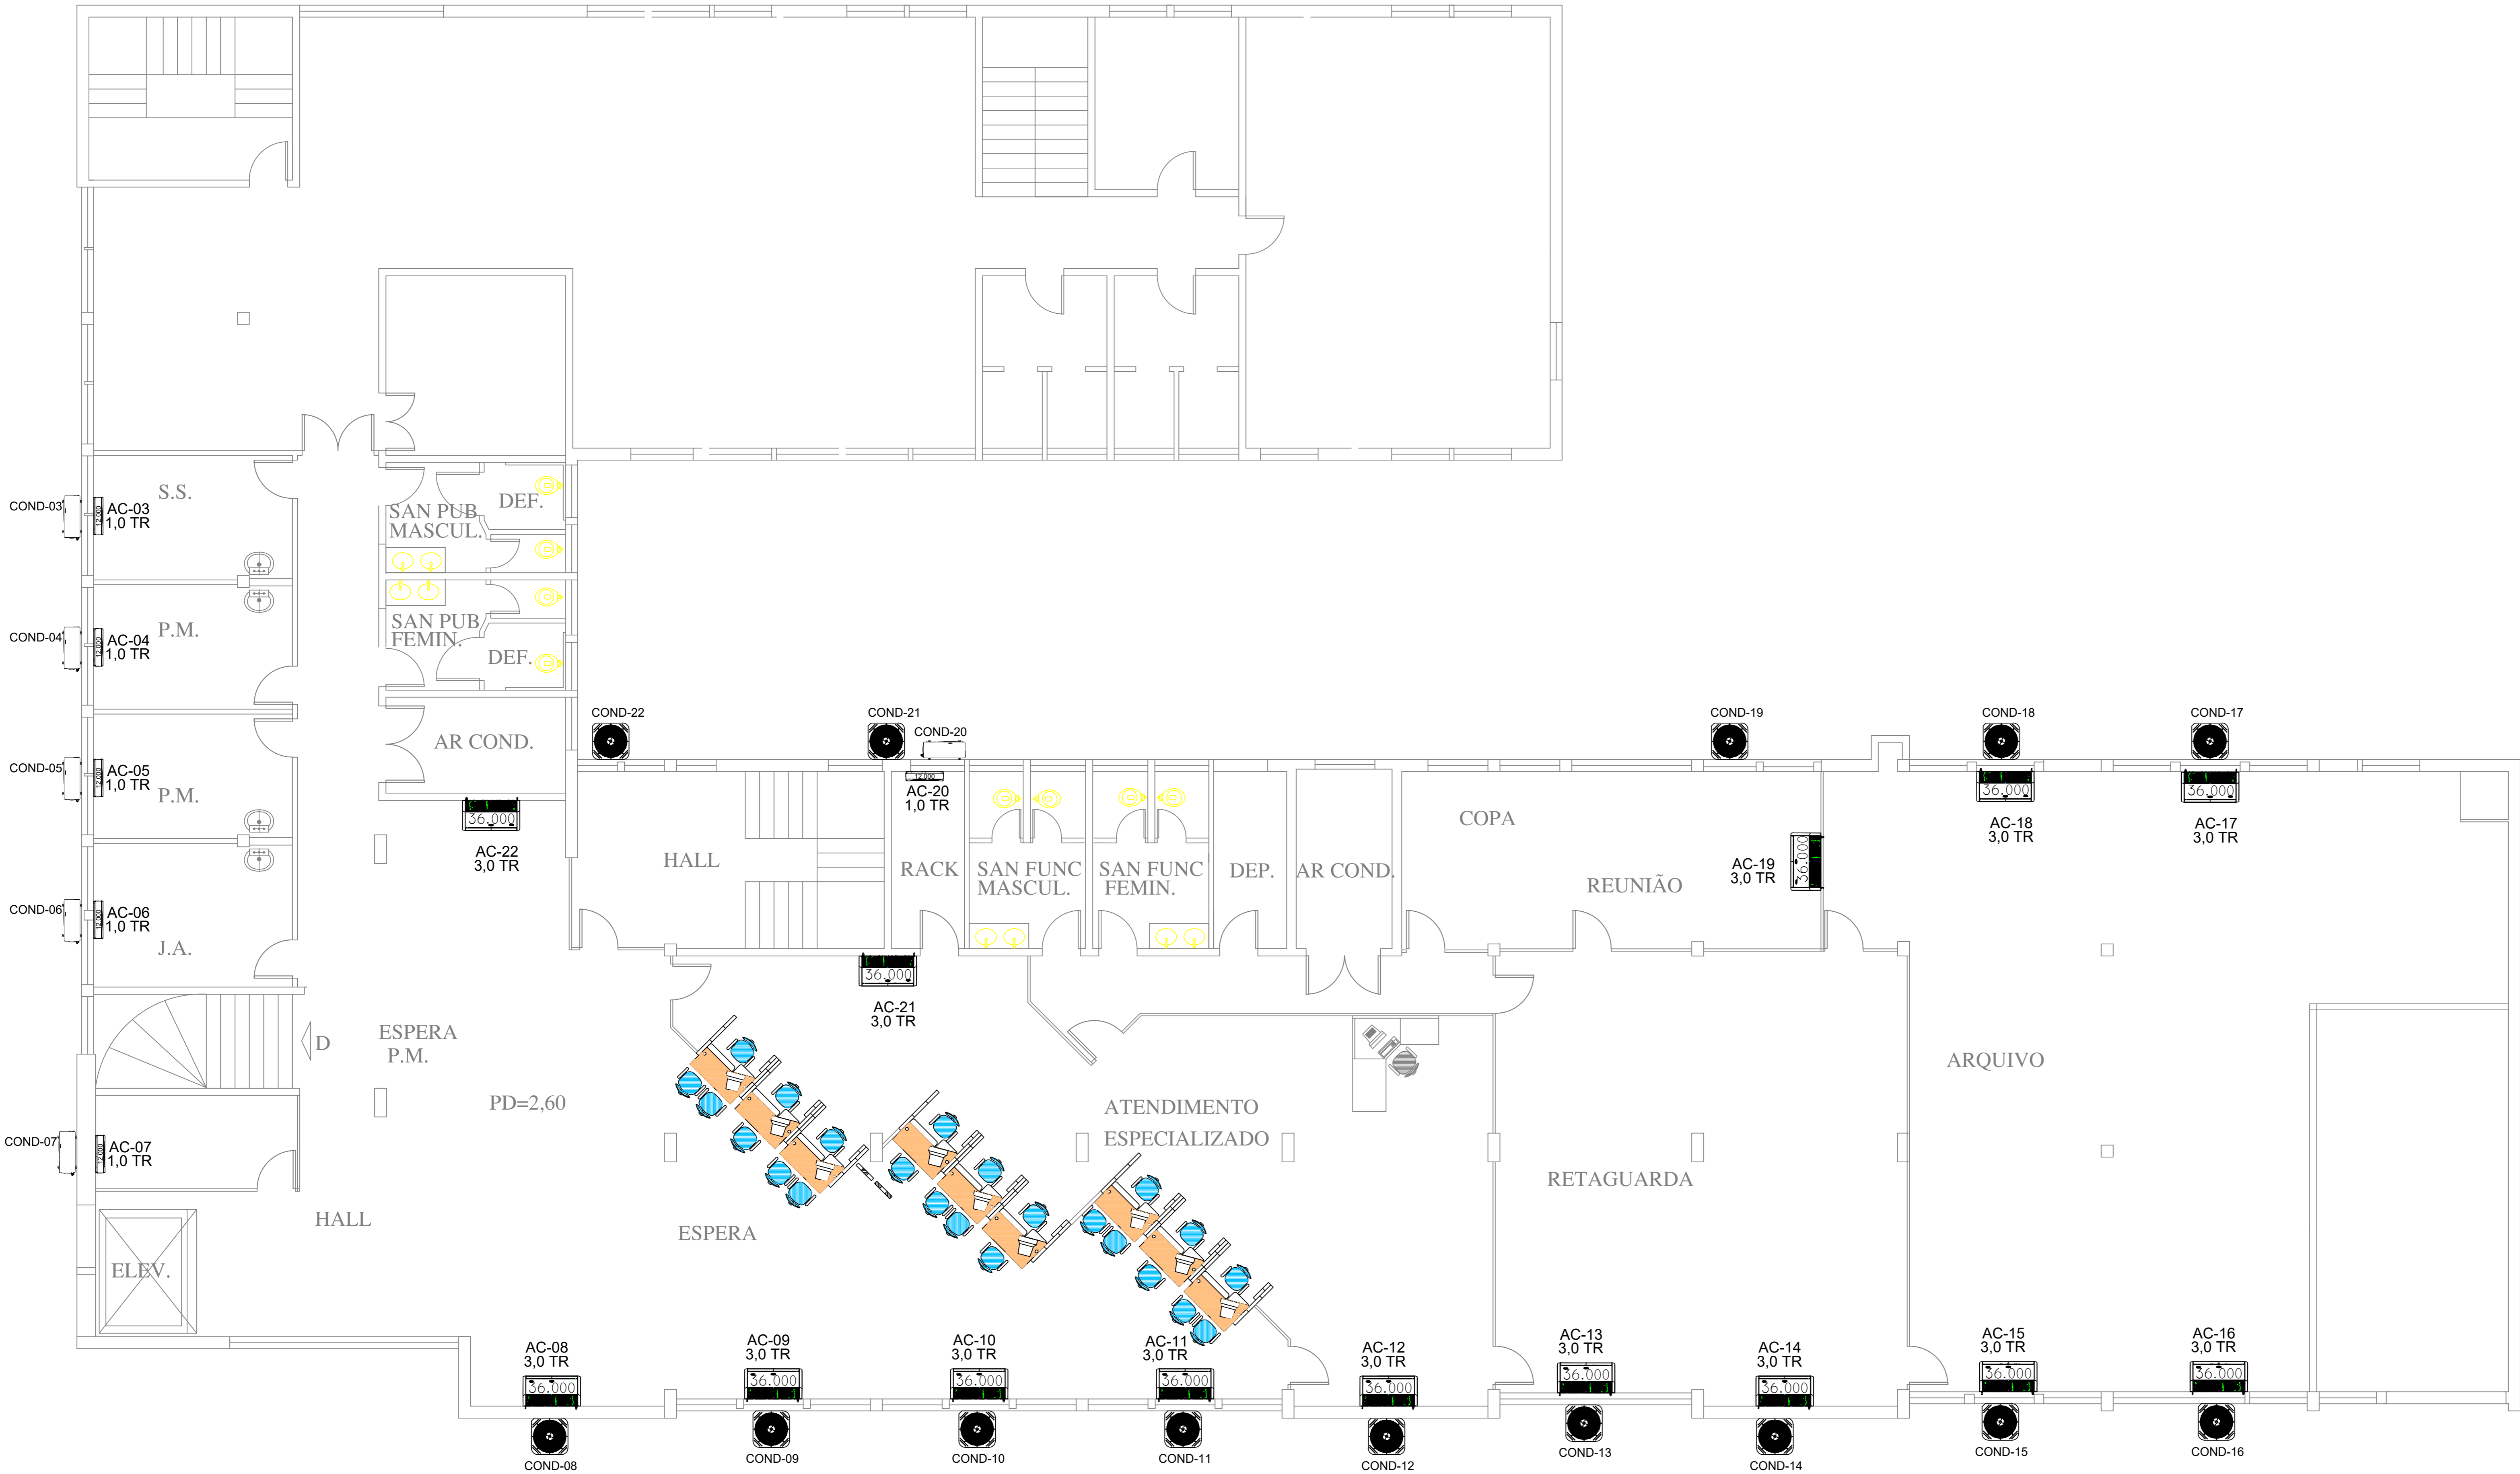 S.S.
COND-03
12.000
AC-03
1,0 TR
SAN PUB
MASCUL.
DEF.
COND-04
12.000
AC-04
1,0 TR
P.M.
SAN PUB
FEMIN.
DEF.
COND-22
COND-21
COND-20
COND-19
COND-18
COND-17
AR COND.
COND-05
12.000
AC-05
1,0 TR
P.M.
12.000
AC-20
1,0 TR
36.000
AC-22
3,0 TR
36.000
AC-18
3,0 TR
36.000
AC-17
3,0 TR
COPA
HALL
RACK
SAN FUNC
MASCUL.
SAN FUNC
FEMIN.
DEP.
AR COND.
REUNIÃO
AC-19
3,0 TR
36.000
COND-06
12.000
AC-06
1,0 TR
J.A.
36.000
AC-21
3,0 TR
D
ESPERA
P.M.
ARQUIVO
PD=2,60
ATENDIMENTO
ESPECIALIZADO
COND-07
12.000
AC-07
1,0 TR
RETAGUARDA
HALL
ESPERA
ELEV.
AC-08
3,0 TR
36.000
COND-08
AC-09
3,0 TR
36.000
COND-09
AC-10
3,0 TR
36.000
COND-10
AC-11
3,0 TR
36.000
COND-11
AC-12
3,0 TR
36.000
COND-12
AC-13
3,0 TR
36.000
COND-13
AC-14
3,0 TR
36.000
COND-14
AC-15
3,0 TR
36.000
COND-15
AC-16
3,0 TR
36.000
COND-16